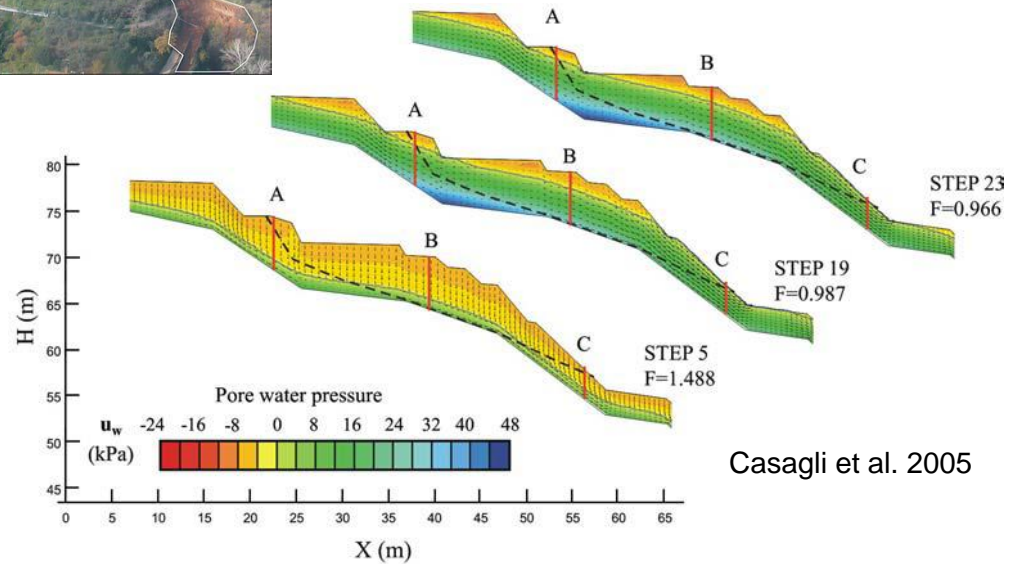 A
B
C
STEP 23
F=0.966
A
B
C
STEP 19
F=0.987
A
B
C
STEP 5
F=1.488
H (m)
80
75
70
65
60
55
50
45
Pore water pressure
u_w -24 -16 -8 0 8 16 24 32 40 48
(kPa)
Casagli et al. 2005
0 5 10 15 20 25 30 35 40 45 50 55 60 65
X (m)